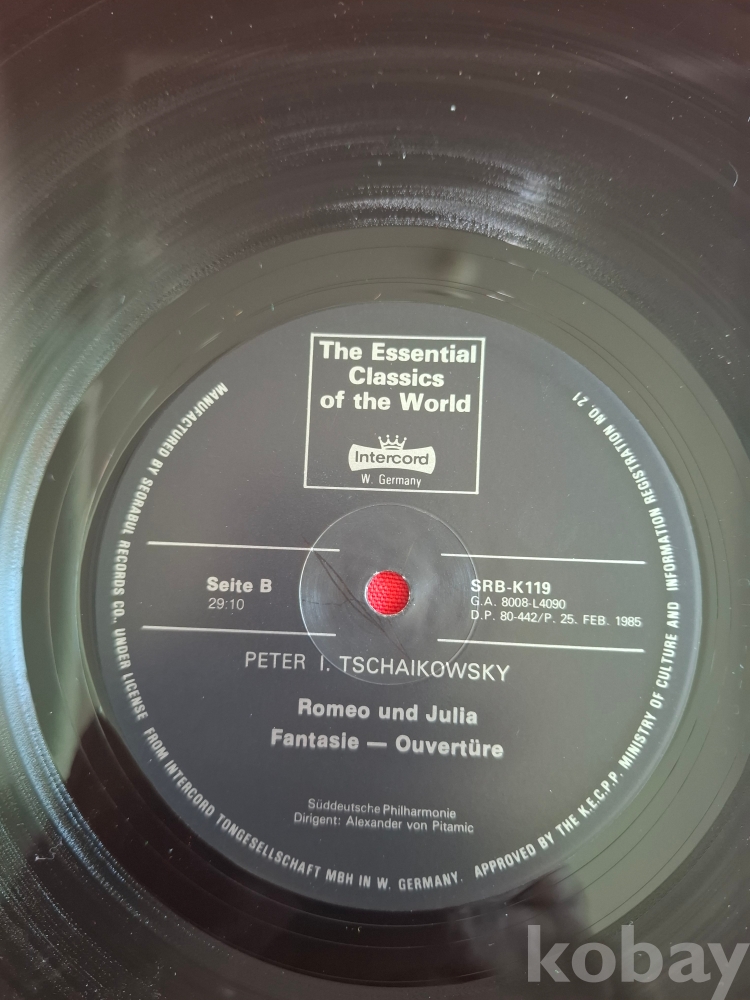 The Essential
Classics
of the World
Intercord
W. Germany
Seite B
29:10
SRB-K119
G.A. 8008-L4090
D.P. 80-442/P. 25. FEB. 1985
PETER I. TSCHAIKOWSKY
Romeo und Julia
Fantasie — Ouvertüre
Süddeutsche Philharmonie
Dirigent: Alexander von Pitamic
MANUFACTURED BY SEORABUL RECORDS CO. UNDER LICENSE FROM INTERCORD TONGESELLSCHAFT MBH IN W. GERMANY. APPROVED BY THE K.E.C.P.P. MINISTRY OF CULTURE AND INFORMATION REGISTRATION NO. 21
kobay